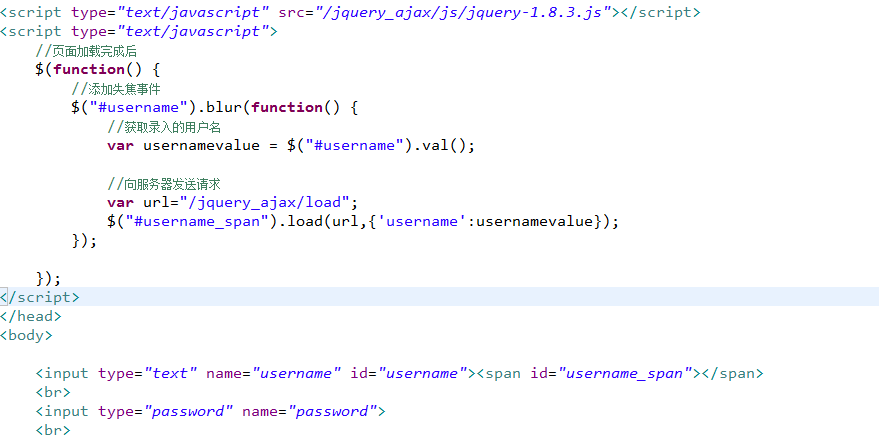 <script type="text/javascript" src="/jquery_ajax/js/jquery-1.8.3.js"></script>
<script type="text/javascript">
//页面加载完成后
$(function() {
//添加失焦事件
$("#username").blur(function() {
//获取录入的用户名
var usernamevalue = $("#username").val();
//向服务器发送请求
var url="/jquery_ajax/load";
$("#username_span").load(url,{'username':usernamevalue});
});
});
</script>
</head>
<body>
<input type="text" name="username" id="username"><span id="username_span"></span>
<br>
<input type="password" name="password">
<br>